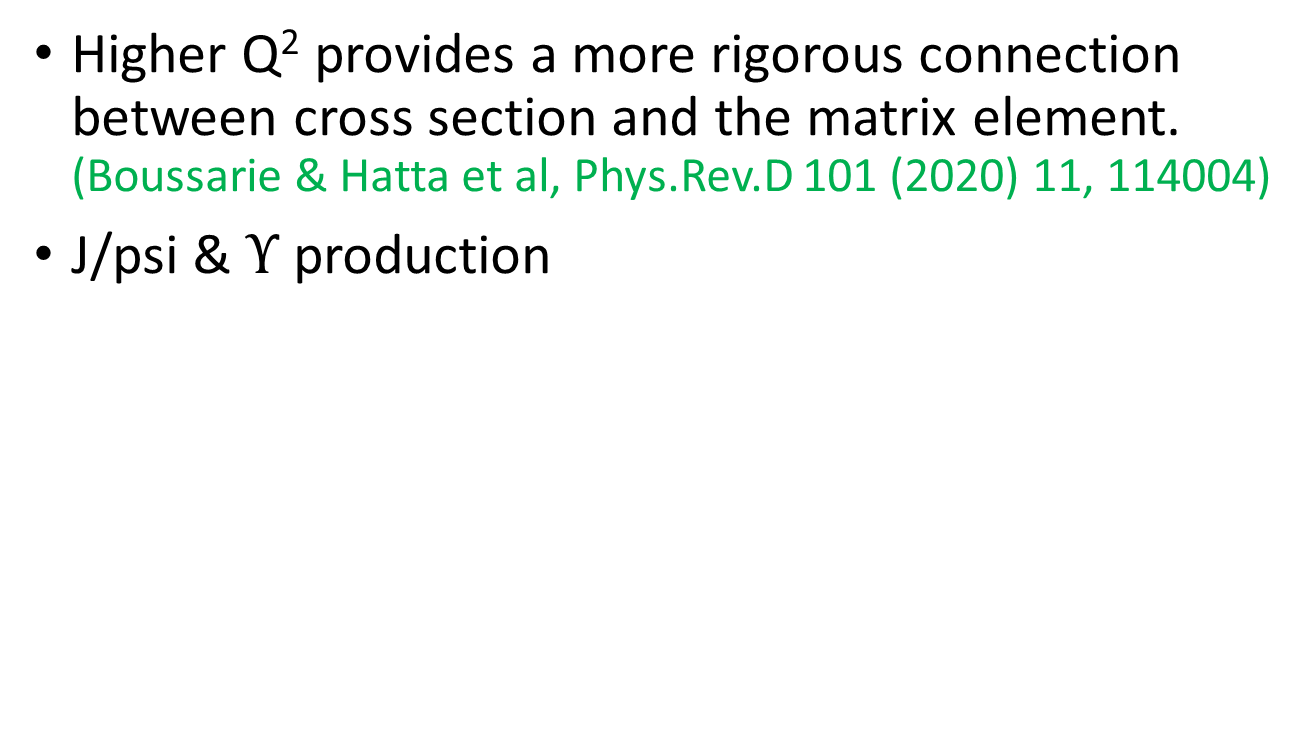 • Higher Q² provides a more rigorous connection
between cross section and the matrix element.
(Boussarie & Hatta et al, Phys.Rev.D 101 (2020) 11, 114004)
• J/psi & ϒ production